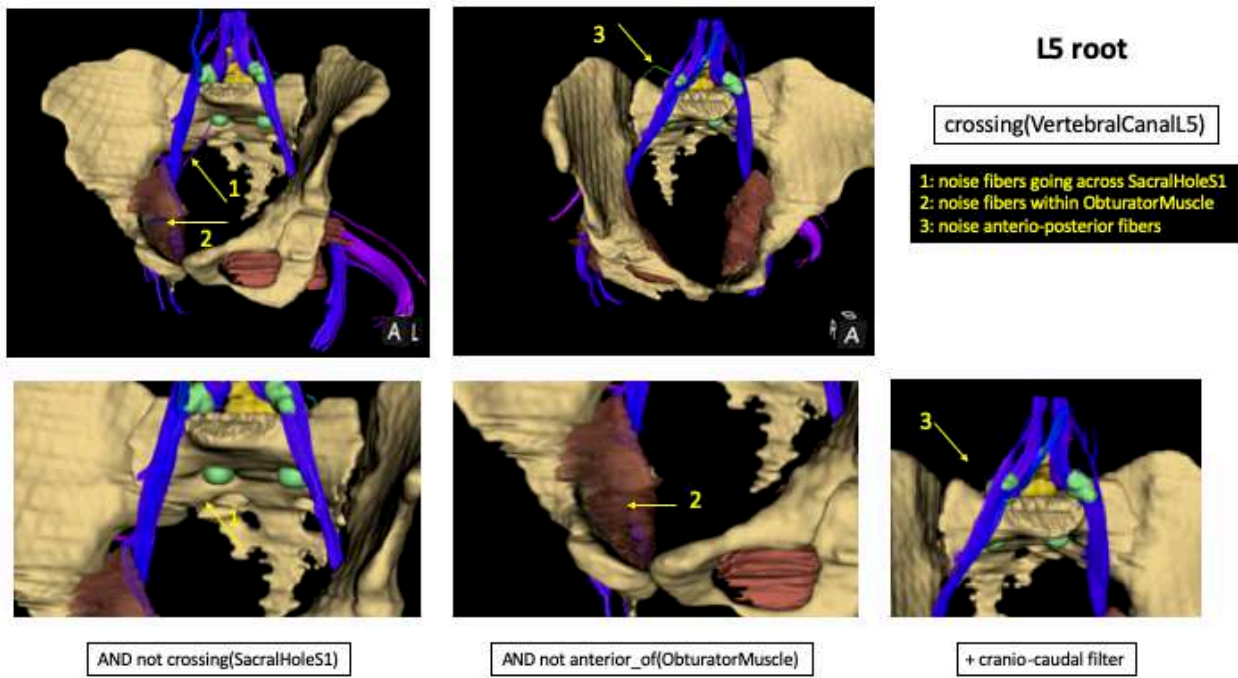 3
L5 root
crossing(VertebralCanalL5)
1
2
1: noise fibers going across SacralHoleS1
2: noise fibers within ObturatorMuscle
3: noise anterio-posterior fibers
A L
A
3
1
2
AND not crossing(SacralHoleS1)
AND not anterior_of(ObturatorMuscle)
+ cranio-caudal filter